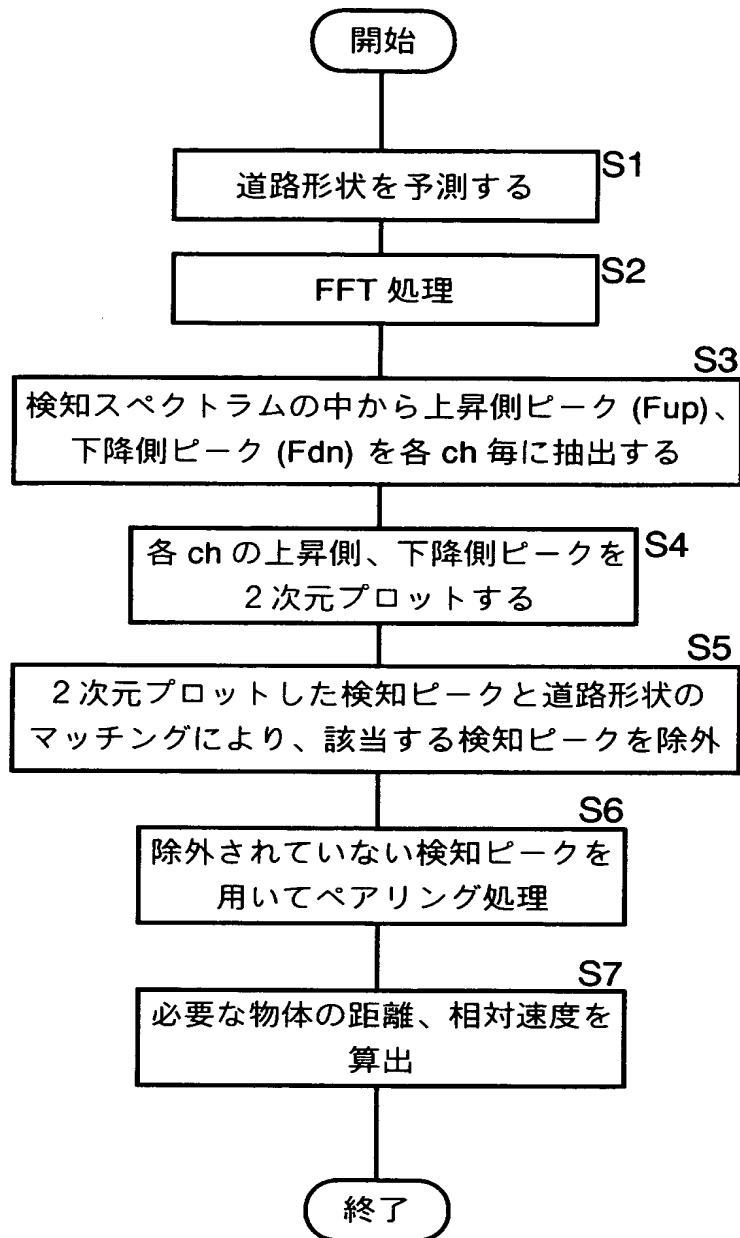 開始
S1
道路形状を予測する
S2
FFT 処理
S3
検知スペクトラムの中から上昇側ピーク (Fup)、
下降側ピーク (Fdn) を各 ch 毎に抽出する
S4
各 ch の上昇側、下降側ピークを
2次元プロットする
S5
2次元プロットした検知ピークと道路形状の
マッチングにより、該当する検知ピークを除外
S6
除外されていない検知ピークを
用いてペアリング処理
S7
必要な物体の距離、相対速度を
算出
終了